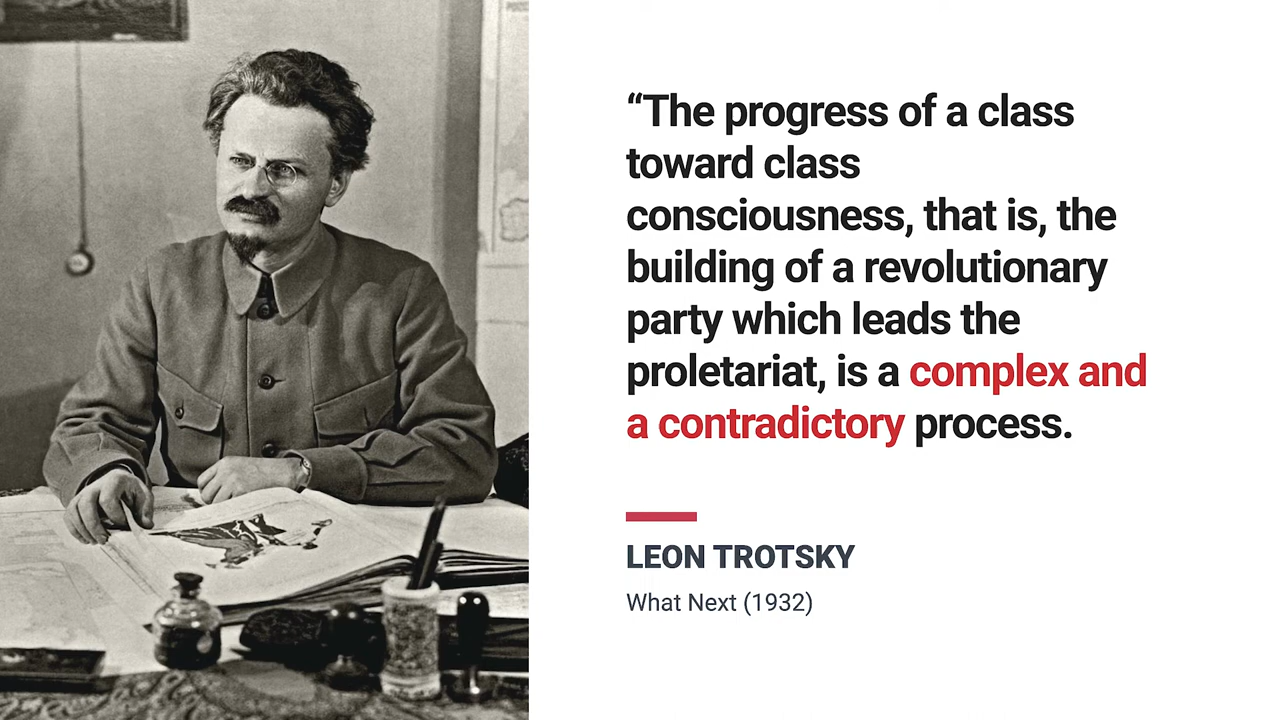 “The progress of a class
toward class
consciousness, that is, the
building of a revolutionary
party which leads the
proletariat, is a complex and
a contradictory process.
LEON TROTSKY
What Next (1932)